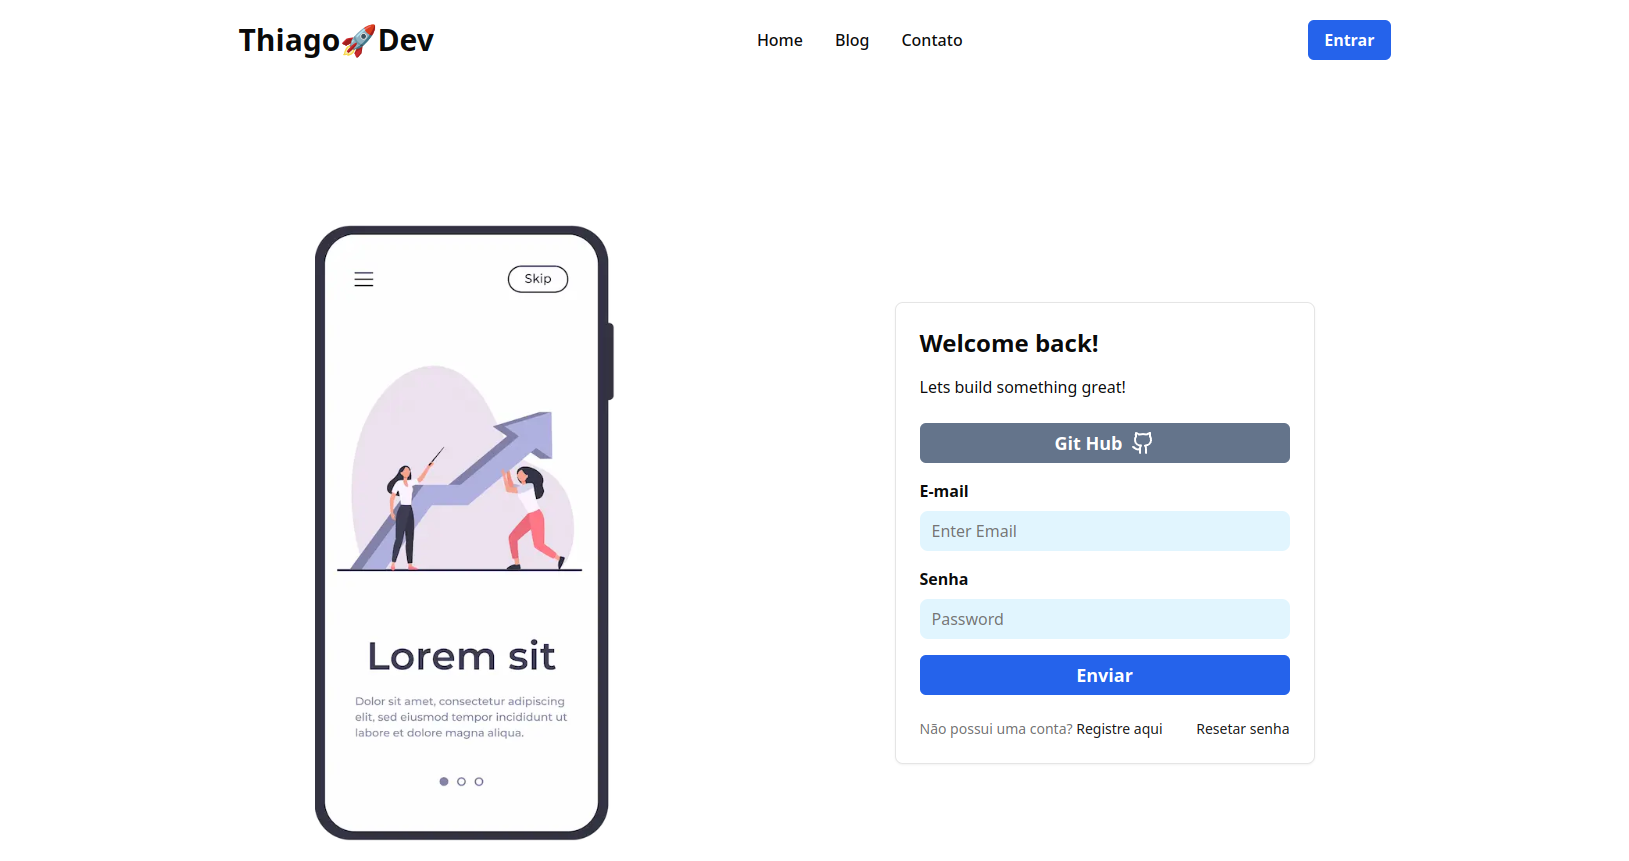 Thiago🚀Dev
Home Blog Contato
Entrar
Skip
Lorem sit
Dolor sit amet, consectetur adipiscing
elit, sed eiusmod tempor incididunt ut
labore et dolore magna aliqua.
Welcome back!
Lets build something great!
Git Hub
E-mail
Enter Email
Senha
Password
Enviar
Não possui uma conta? Registre aqui Resetar senha